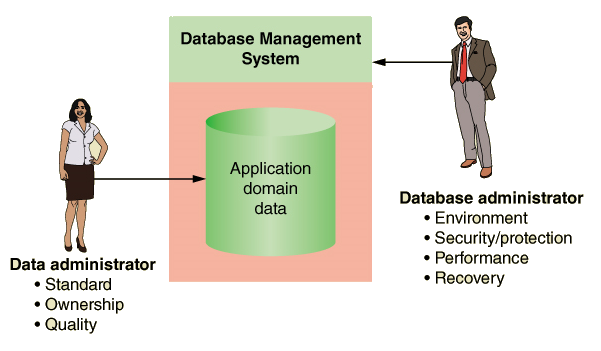 Database Management
System
Application
domain
data
Data administrator
• Standard
• Ownership
• Quality
Database administrator
• Environment
• Security/protection
• Performance
• Recovery